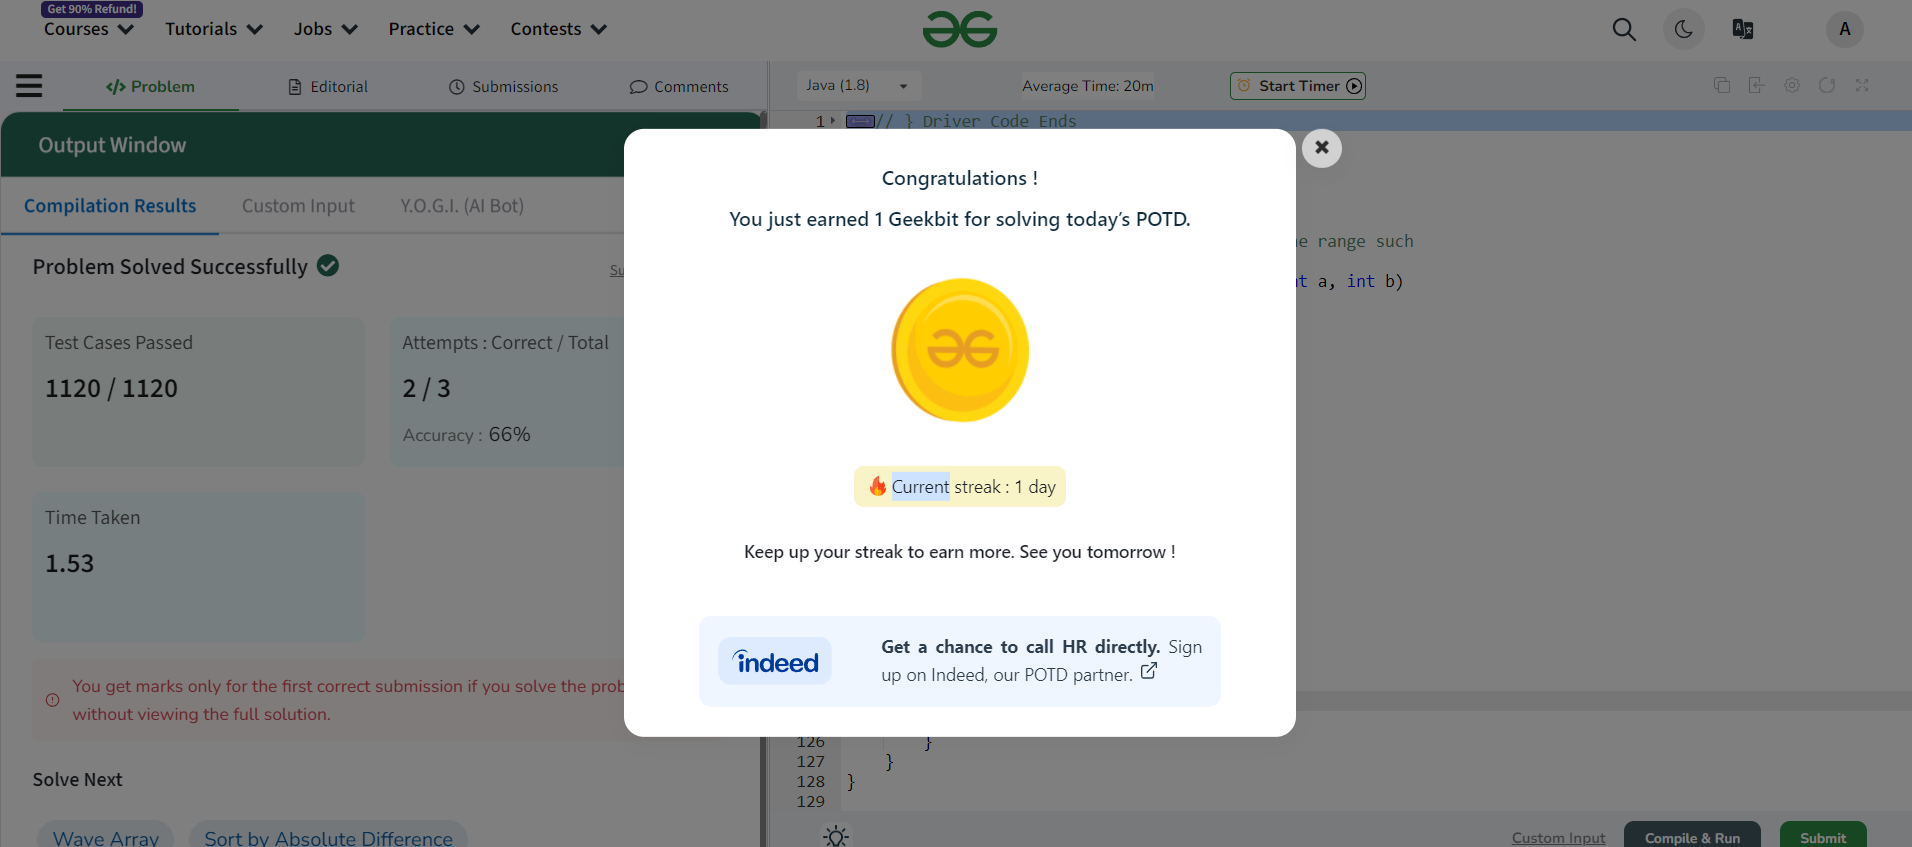 Get 90% Refund!
Courses Tutorials Jobs Practice Contests
A
Problem Editorial Submissions Comments
Java (1.8) Average Time: 20m Start Timer
Output Window
Compilation Results Custom Input Y.O.G.I. (AI Bot)
Problem Solved Successfully
Test Cases Passed
1120 / 1120
Attempts : Correct / Total
2 / 3
Accuracy : 66%
Time Taken
1.53
You get marks only for the first correct submission if you solve the
without viewing the full solution.
Solve Next
Wave Array Sort by Absolute Difference
1 // } Driver Code Ends
range such
a, int b)
Congratulations !
You just earned 1 Geekbit for solving today's POTD.
Current streak : 1 day
Keep up your streak to earn more. See you tomorrow !
indeed
Get a chance to call HR directly. Sign
up on Indeed, our POTD partner.
126 }
127 }
128 }
129
Custom Input Compile & Run Submit